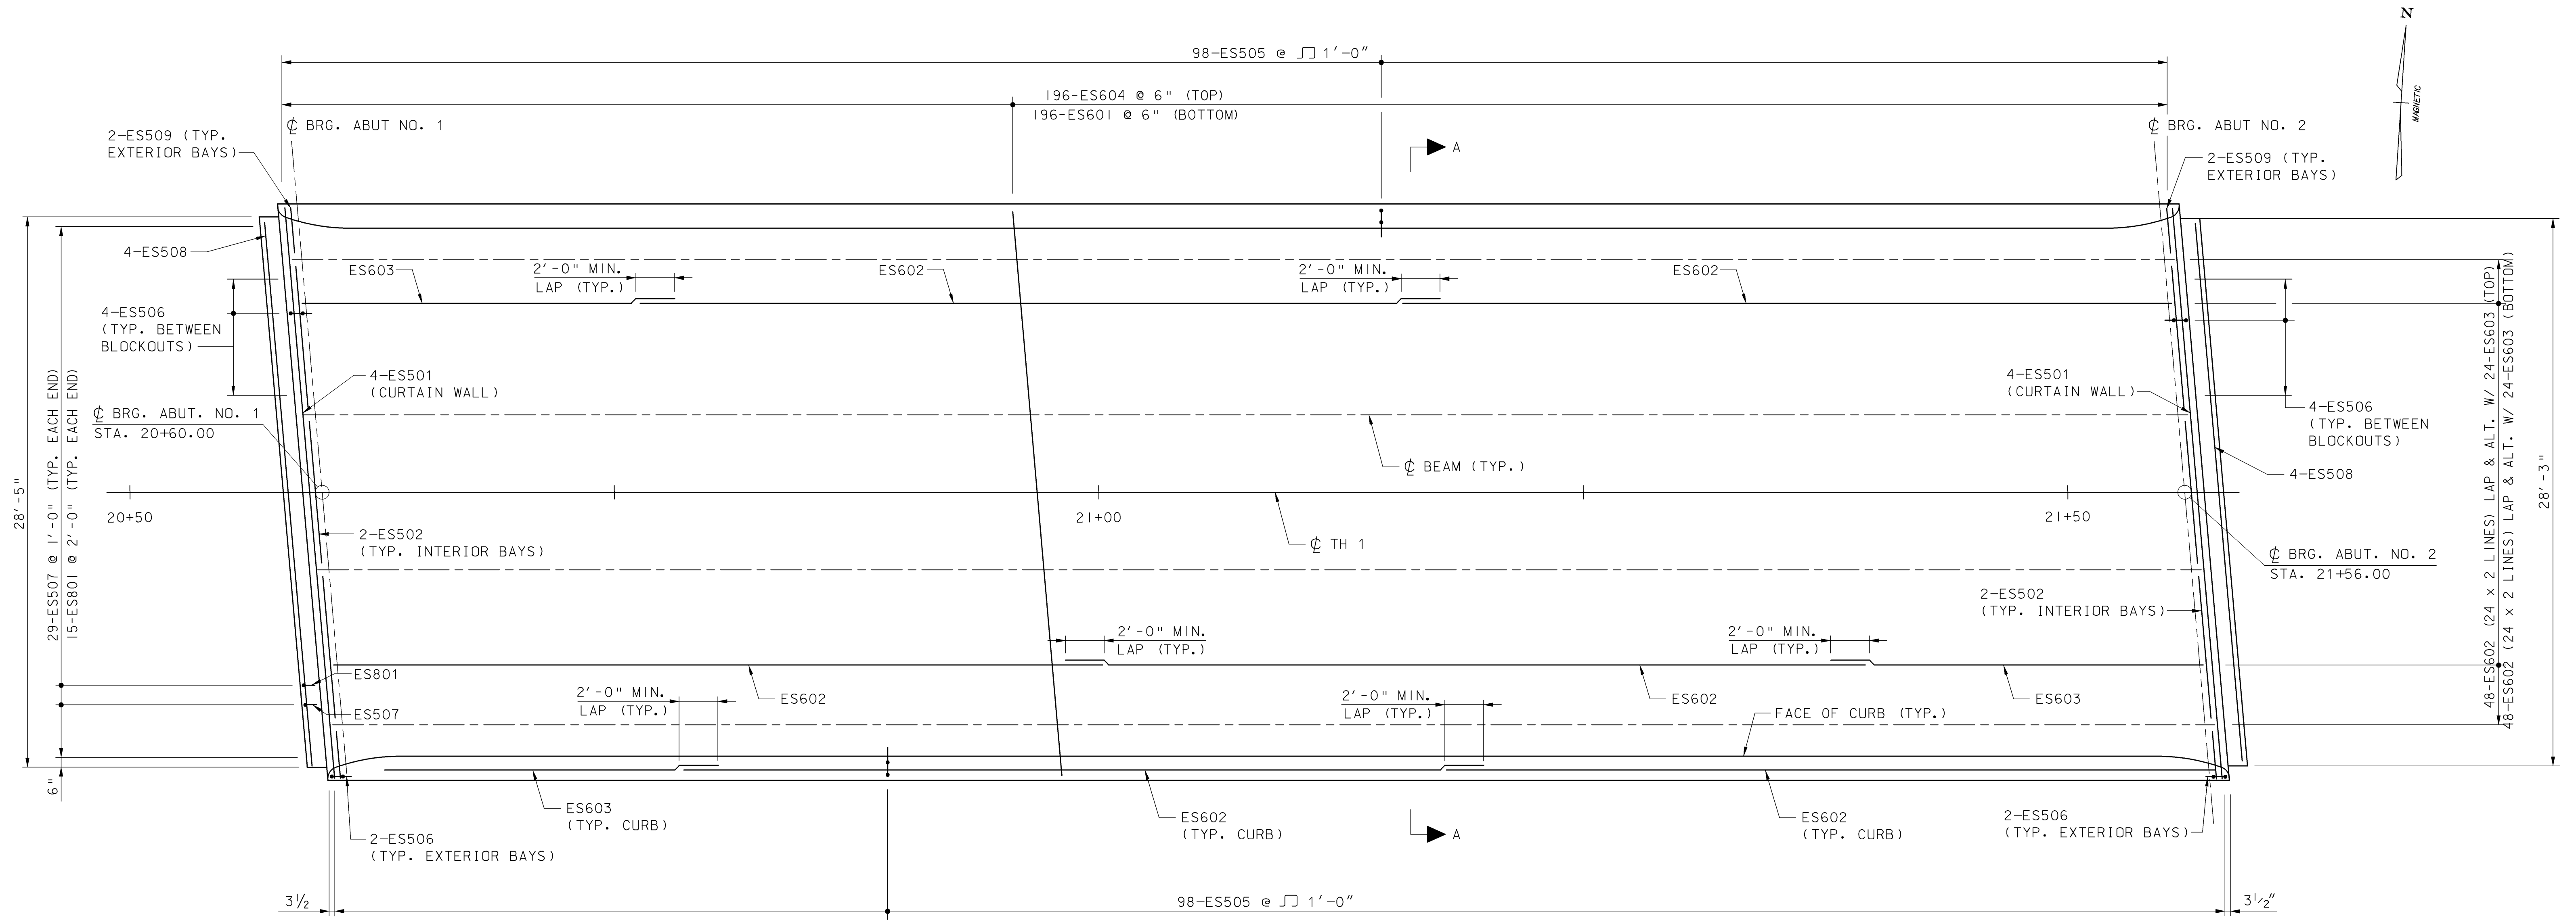 N
MAGNETIC
98-ES505 @ 1'-0"
196-ES604 @ 6" (TOP)
196-ES601 @ 6" (BOTTOM)
℄ BRG. ABUT NO. 1
℄ BRG. ABUT NO. 2
2-ES509 (TYP.
EXTERIOR BAYS)
A
2-ES509 (TYP.
EXTERIOR BAYS)
4-ES508
ES603
2'-0" MIN.
LAP (TYP.)
ES602
2'-0" MIN.
LAP (TYP.)
ES602
4-ES506
(TYP. BETWEEN
BLOCKOUTS)
4-ES501
(CURTAIN WALL)
4-ES501
(CURTAIN WALL)
4-ES506
(TYP. BETWEEN
BLOCKOUTS)
℄ BRG. ABUT. NO. 1
STA. 20+60.00
℄ BEAM (TYP.)
4-ES508
28'-5"
29-ES507 @ 1'-0" (TYP. EACH END)
15-ES801 @ 2'-0" (TYP. EACH END)
48-ES602 (24 x 2 LINES) LAP & ALT. W/ 24-ES603 (TOP)
48-ES602 (24 x 2 LINES) LAP & ALT. W/ 24-ES603 (BOTTOM)
28'-3"
20+50
21+00
21+50
2-ES502
(TYP. INTERIOR BAYS)
℄ TH 1
℄ BRG. ABUT. NO. 2
STA. 21+56.00
2-ES502
(TYP. INTERIOR BAYS)
2'-0" MIN.
LAP (TYP.)
2'-0" MIN.
LAP (TYP.)
ES801
ES507
2'-0" MIN.
LAP (TYP.)
ES602
2'-0" MIN.
LAP (TYP.)
ES602
ES603
FACE OF CURB (TYP.)
6"
ES603
(TYP. CURB)
ES602
(TYP. CURB)
A
ES602
(TYP. CURB)
2-ES506
(TYP. EXTERIOR BAYS)
2-ES506
(TYP. EXTERIOR BAYS)
3½
98-ES505 @ 1'-0"
3½"